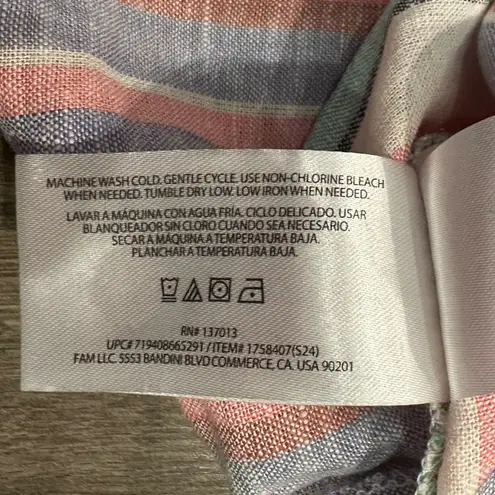 MACHINE WASH COLD. GENTLE CYCLE. USE NON-CHLORINE BLEACH
WHEN NEEDED. TUMBLE DRY LOW. LOW IRON WHEN NEEDED.
LAVAR A MÁQUINA CON AGUA FRÍA. CICLO DELICADO. USAR
BLANQUEADOR SIN CLORO CUANDO SEA NECESARIO.
SECAR A MÁQUINA A TEMPERATURA BAJA.
PLANCHAR A TEMPERATURA BAJA.
RN# 137013
UPC# 719408665291 / ITEM# 1758407(S24)
FAM LLC. 5553 BANDINI BLVD COMMERCE, CA. USA 90201